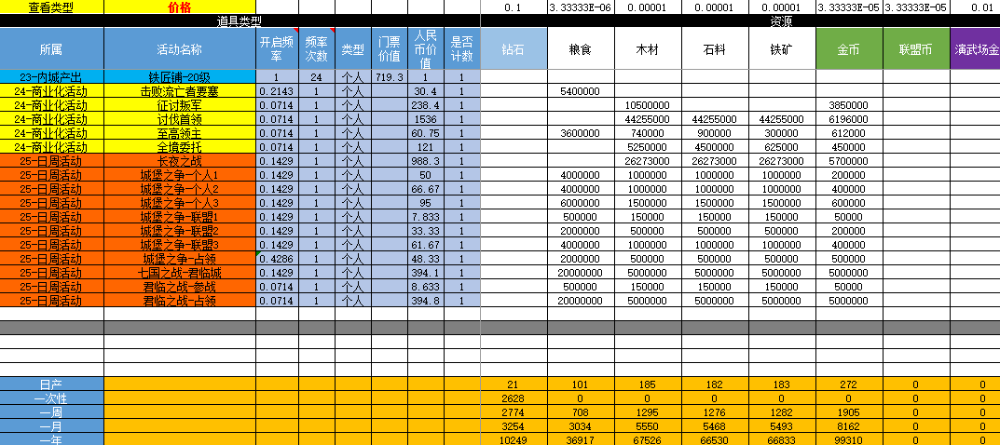 查看类型 价格 0.1 3.33333E-06 0.00001 0.00001 0.00001 3.33333E-05 3.33333E-05 0.01
道具类型 资源
所属 活动名称 开启频率 频率次数 类型 门票价值 人民币价值 是否计数 钻石 粮食 木材 石料 铁矿 金币 联盟币 演武场金
23-内城产出 铁匠铺-20级 1 24 个人 719.3 1 1
24-商业化活动 击败流亡者要塞 0.2143 1 个人 30.4 1 5400000
24-商业化活动 征讨叛军 0.0714 1 个人 238.4 1 10500000 3850000
24-商业化活动 讨伐首领 0.0714 1 个人 1536 1 44255000 44255000 44255000 6196000
24-商业化活动 至高领主 0.0714 1 个人 60.75 1 3600000 740000 900000 300000 612000
24-商业化活动 全境委托 0.0714 1 个人 121 1 5250000 4500000 625000 450000
25-日周活动 长夜之战 0.1429 1 个人 988.3 1 26273000 26273000 26273000 5700000
25-日周活动 城堡之争-个人1 0.1429 1 个人 50 1 4000000 1000000 1000000 1000000 200000
25-日周活动 城堡之争-个人2 0.1429 1 个人 66.67 1 4000000 1000000 1000000 1000000 400000
25-日周活动 城堡之争-个人3 0.1429 1 个人 95 1 6000000 1500000 1500000 1500000 600000
25-日周活动 城堡之争-联盟1 0.1429 1 个人 7.833 1 500000 150000 150000 150000 50000
25-日周活动 城堡之争-联盟2 0.1429 1 个人 33.33 1 2000000 500000 500000 500000 200000
25-日周活动 城堡之争-联盟3 0.1429 1 个人 61.67 1 4000000 1000000 1000000 1000000 400000
25-日周活动 城堡之争-占领 0.4286 1 个人 48.33 1 2000000 500000 500000 500000 500000
25-日周活动 七国之战-君临城 0.1429 1 个人 394.1 1 20000000 5000000 5000000 5000000 5000000
25-日周活动 君临之战-参战 0.0714 1 个人 8.633 1 500000 150000 150000 150000 50000
25-日周活动 君临之战-占领 0.0714 1 个人 394.8 1 20000000 5000000 5000000 5000000 5000000
日产 21 101 185 182 183 272 0 0
一次性 2628 0 0 0 0 0 0 0
一周 2774 708 1295 1276 1282 1905 0 0
一月 3254 3034 5550 5468 5493 8162 0 0
一年 10249 36917 67526 66530 66833 99310 0 0